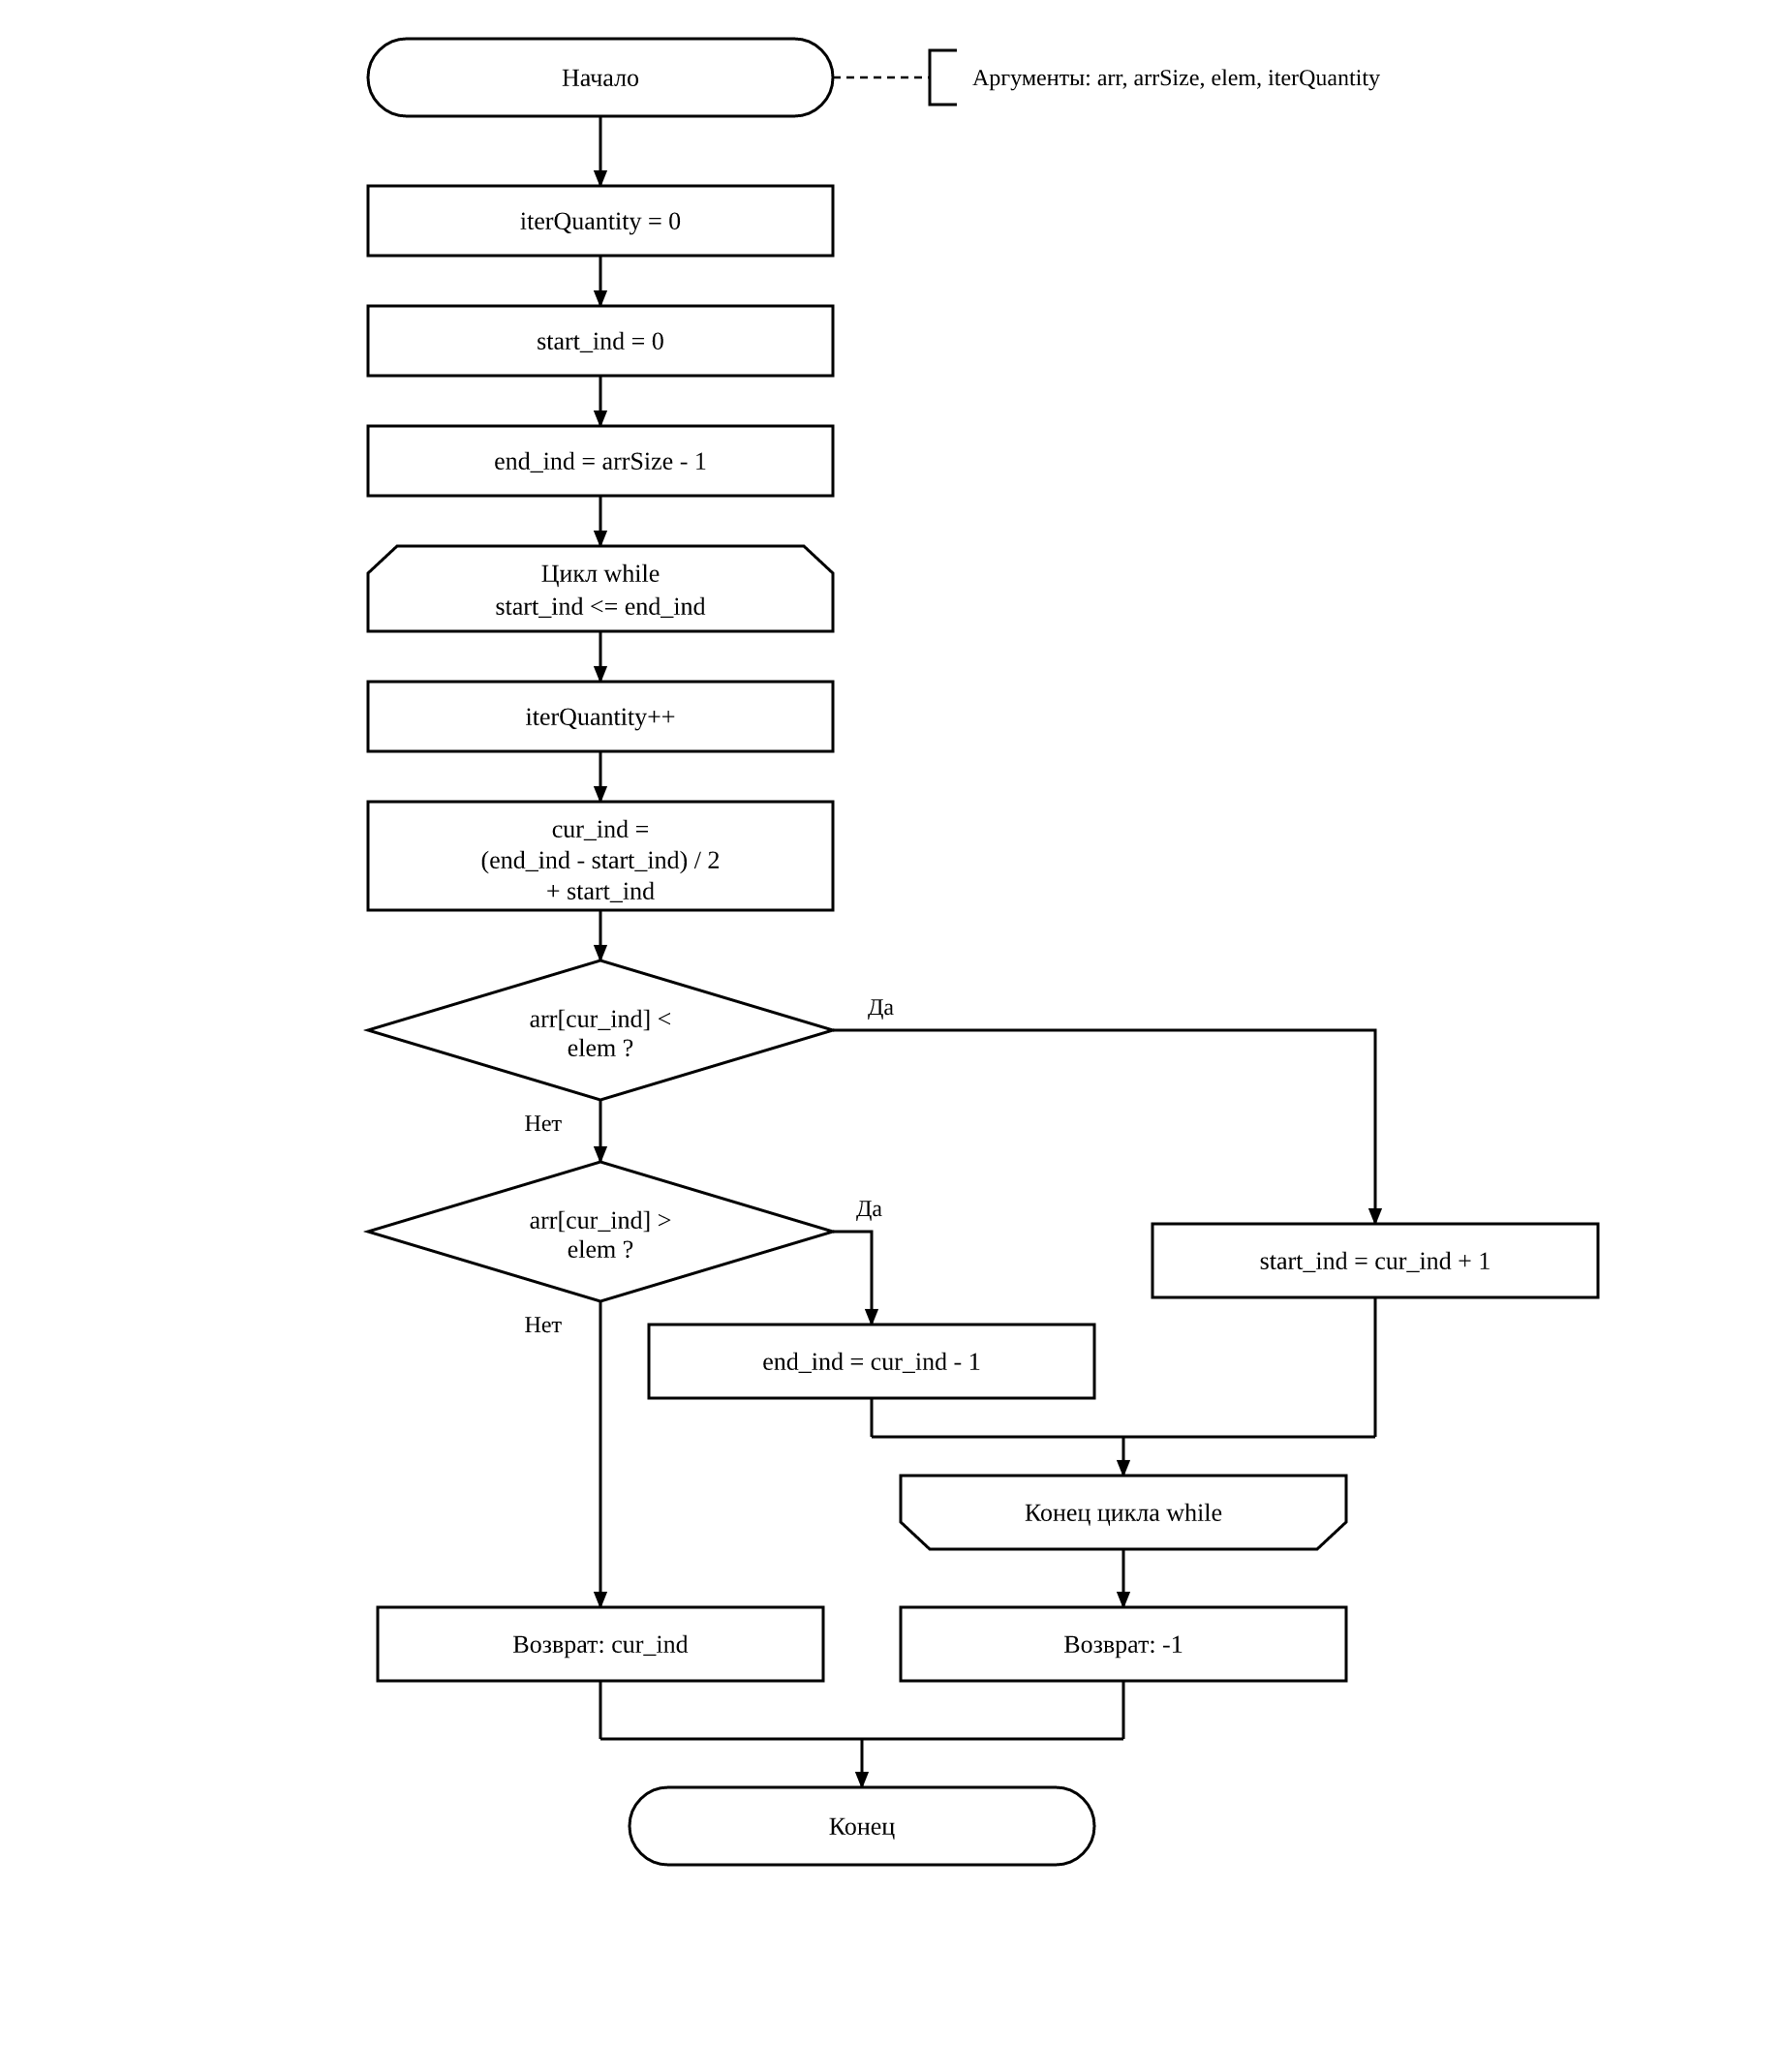 Начало
Аргументы: arr, arrSize, elem, iterQuantity
iterQuantity = 0
start_ind = 0
end_ind = arrSize - 1
Цикл while
start_ind <= end_ind
iterQuantity++
cur_ind =
(end_ind - start_ind) / 2
+ start_ind
arr[cur_ind] <
elem ?
Да
Нет
arr[cur_ind] >
elem ?
Да
Нет
start_ind = cur_ind + 1
end_ind = cur_ind - 1
Конец цикла while
Возврат: cur_ind
Возврат: -1
Конец